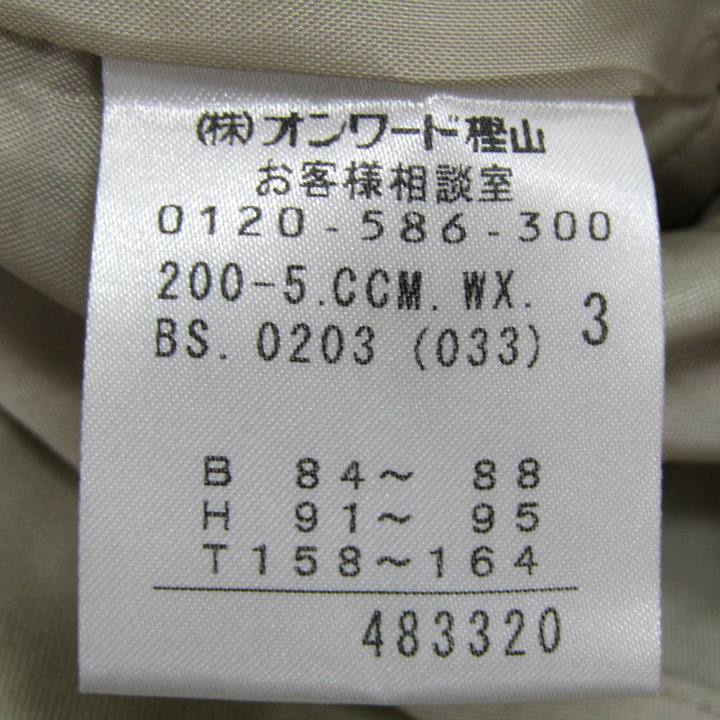 (株)オンワード樫山
お客様相談室
0120-586-300
200-5.CCM.WX. 3
BS.0203 (033)
B 84～ 88
H 91～ 95
T158～164
483320